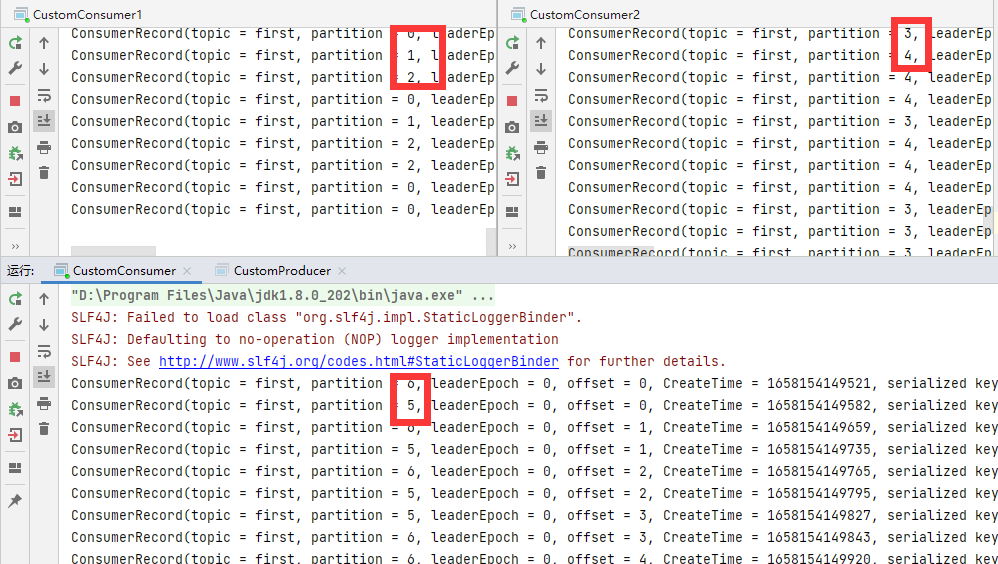 CustomConsumer1
ConsumerRecord(topic = first, partition = 0, leaderEp
ConsumerRecord(topic = first, partition = 1, leaderEp
ConsumerRecord(topic = first, partition = 2, leaderEp
ConsumerRecord(topic = first, partition = 0, leaderEp
ConsumerRecord(topic = first, partition = 1, leaderEp
ConsumerRecord(topic = first, partition = 2, leaderEp
ConsumerRecord(topic = first, partition = 2, leaderEp
ConsumerRecord(topic = first, partition = 0, leaderEp
ConsumerRecord(topic = first, partition = 0, leaderEp
CustomConsumer2
ConsumerRecord(topic = first, partition = 3, leaderEp
ConsumerRecord(topic = first, partition = 4, leaderEp
ConsumerRecord(topic = first, partition = 4, leaderEp
ConsumerRecord(topic = first, partition = 4, leaderEp
ConsumerRecord(topic = first, partition = 3, leaderEp
ConsumerRecord(topic = first, partition = 4, leaderEp
ConsumerRecord(topic = first, partition = 4, leaderEp
ConsumerRecord(topic = first, partition = 4, leaderEp
ConsumerRecord(topic = first, partition = 3, leaderEp
ConsumerRecord(topic = first, partition = 3, leaderEp
ConsumerRecord(topic = first, partition = 3, leaderEp
运行: CustomConsumer CustomProducer
"D:\Program Files\Java\jdk1.8.0_202\bin\java.exe" ...
SLF4J: Failed to load class "org.slf4j.impl.StaticLoggerBinder".
SLF4J: Defaulting to no-operation (NOP) logger implementation
SLF4J: See http://www.slf4j.org/codes.html#StaticLoggerBinder for further details.
ConsumerRecord(topic = first, partition = 6, leaderEpoch = 0, offset = 0, CreateTime = 1658154149521, serialized key
ConsumerRecord(topic = first, partition = 5, leaderEpoch = 0, offset = 0, CreateTime = 1658154149582, serialized key
ConsumerRecord(topic = first, partition = 6, leaderEpoch = 0, offset = 1, CreateTime = 1658154149659, serialized key
ConsumerRecord(topic = first, partition = 5, leaderEpoch = 0, offset = 1, CreateTime = 1658154149735, serialized key
ConsumerRecord(topic = first, partition = 6, leaderEpoch = 0, offset = 2, CreateTime = 1658154149765, serialized key
ConsumerRecord(topic = first, partition = 5, leaderEpoch = 0, offset = 2, CreateTime = 1658154149795, serialized key
ConsumerRecord(topic = first, partition = 5, leaderEpoch = 0, offset = 3, CreateTime = 1658154149827, serialized key
ConsumerRecord(topic = first, partition = 6, leaderEpoch = 0, offset = 3, CreateTime = 1658154149843, serialized key
ConsumerRecord(topic = first, partition = 6, leaderEpoch = 0, offset = 4, CreateTime = 1658154149920, serialized key